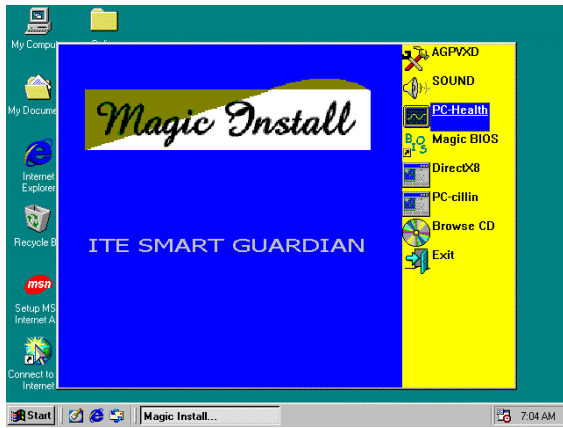 My Compu
Magic Install
ITE SMART GUARDIAN
AGPVXD
SOUND
PC-Health
Magic BIOS
DirectX8
PC-cillin
Browse CD
Exit
My Docume
Internet
Explorer
Recycle B
msn
Setup MS
Internet A
Connect to
Internet
Start
Magic Install...
7:04 AM